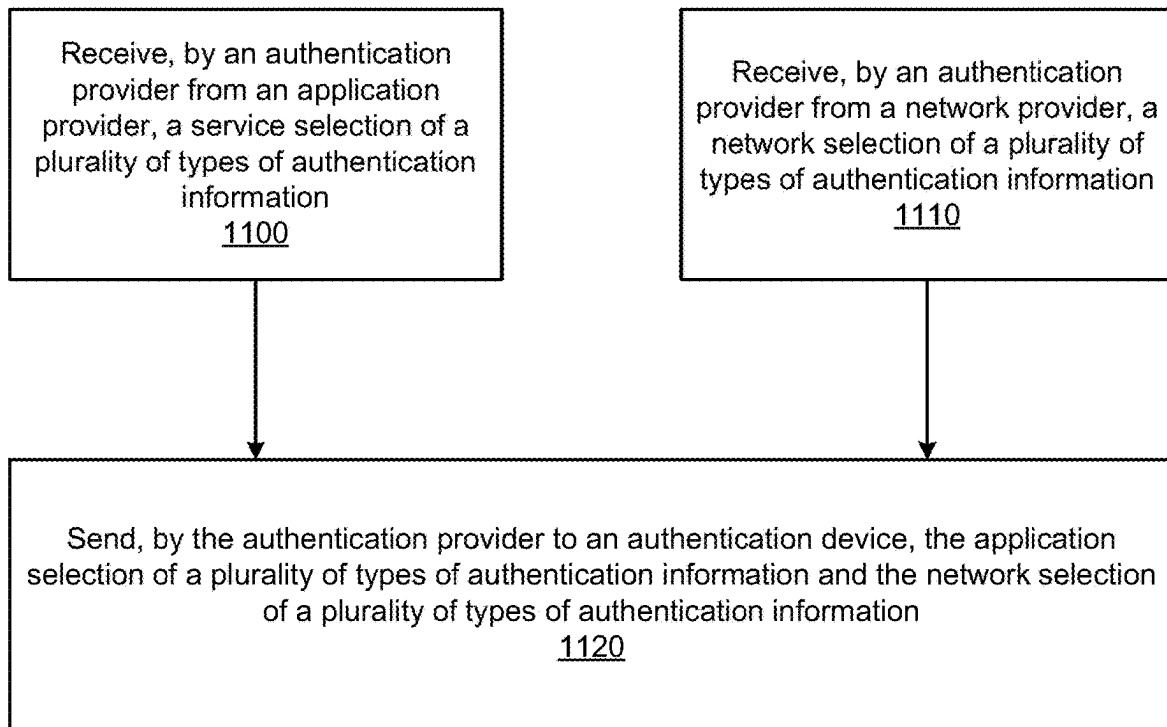 Receive, by an authentication
provider from an application
provider, a service selection of a
plurality of types of authentication
information
1100
Receive, by an authentication
provider from a network provider, a
network selection of a plurality of
types of authentication information
1110
Send, by the authentication provider to an authentication device, the application
selection of a plurality of types of authentication information and the network selection
of a plurality of types of authentication information
1120